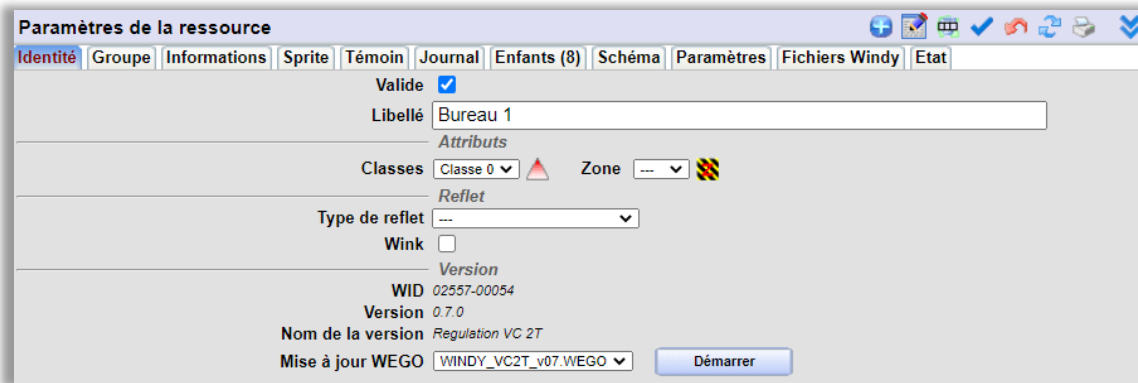 Paramètres de la ressource
Identité Groupe Informations Sprite Témoin Journal Enfants (8) Schéma Paramètres Fichiers Windy Etat
Valide
Libellé Bureau 1
Attributs
Classes Classe 0 Zone ---
Reflet
Type de reflet ---
Wink
Version
WID 02557-00054
Version 0.7.0
Nom de la version Regulation VC 2T
Mise à jour WEGO WINDY_VC2T_v07.WEGO Démarrer